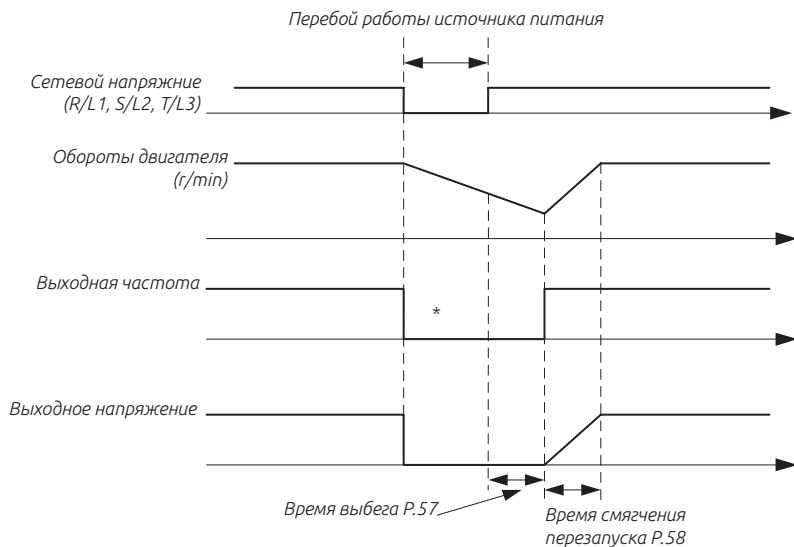 Перебой работы источника питания
Сетевой напряжние
(R/L1, S/L2, T/L3)
Обороты двигателя
(r/min)
Выходная частота
*
Выходное напряжение
Время выбега P.57
Время смягчения
перезапуска P.58